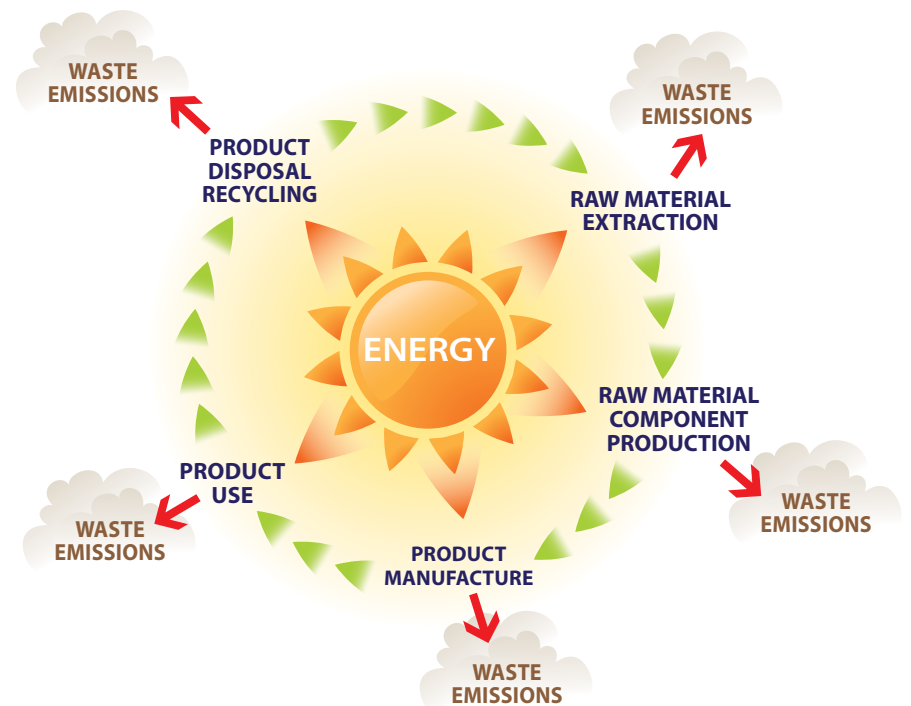 WASTE
EMISSIONS
WASTE
EMISSIONS
PRODUCT
DISPOSAL
RECYCLING
RAW MATERIAL
EXTRACTION
ENERGY
RAW MATERIAL
COMPONENT
PRODUCTION
PRODUCT
USE
WASTE
EMISSIONS
WASTE
EMISSIONS
PRODUCT
MANUFACTURE
WASTE
EMISSIONS